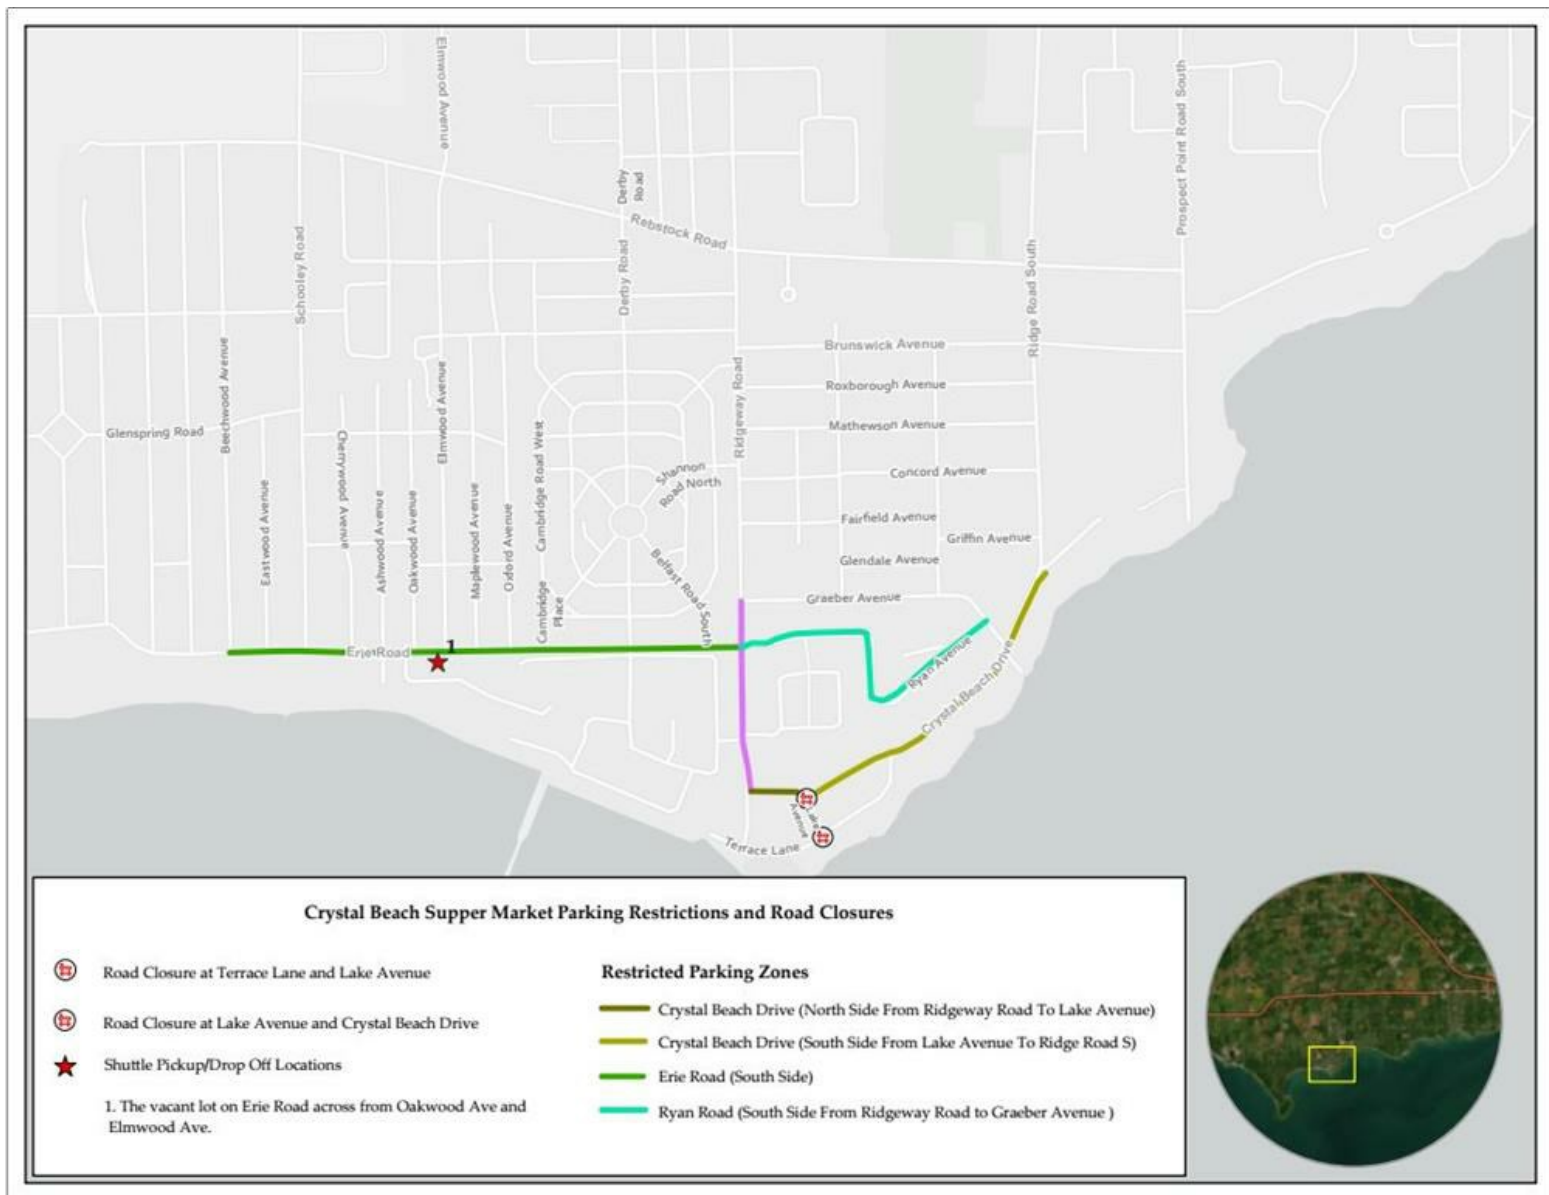 Elmwood Avenue
Prospect Point Road South
Derby
Road
Rebstock Road
Schooley Road
Derby Road
Ridge Road South
Brunswick Avenue
Beechwood Avenue
Elmwood Avenue
Ridgeway Road
Roxborough Avenue
Mathewson Avenue
Glenspring Road
Cherrywood Avenue
Cambridge Road West
Shannon
Road North
Concord Avenue
Eastwood Avenue
Ashwood Avenue
Oakwood Avenue
Maplewood Avenue
Oxford Avenue
Fairfield Avenue
Griffin Avenue
Glendale Avenue
Belfast Road South
Cambridge
Place
Graeber Avenue
1
Erie Road
Ryan Avenue
Crystal Beach Drive
Lake
Avenue
Terrace Lane
Crystal Beach Supper Market Parking Restrictions and Road Closures
Road Closure at Terrace Lane and Lake Avenue
Road Closure at Lake Avenue and Crystal Beach Drive
Shuttle Pickup/Drop Off Locations
1. The vacant lot on Erie Road across from Oakwood Ave and
Elmwood Ave.
Restricted Parking Zones
Crystal Beach Drive (North Side From Ridgeway Road To Lake Avenue)
Crystal Beach Drive (South Side From Lake Avenue To Ridge Road S)
Erie Road (South Side)
Ryan Road (South Side From Ridgeway Road to Graeber Avenue )